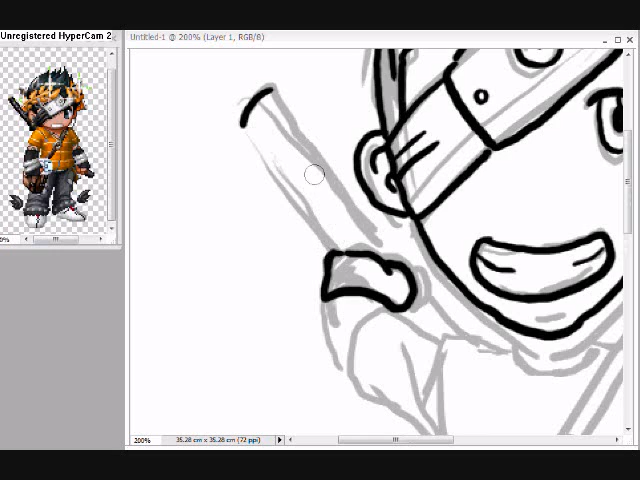 Unregistered HyperCam 2
Untitled-1 @ 200% (Layer 1, RGB/8)
0%
200%
35.28 cm x 35.28 cm (72 ppi)